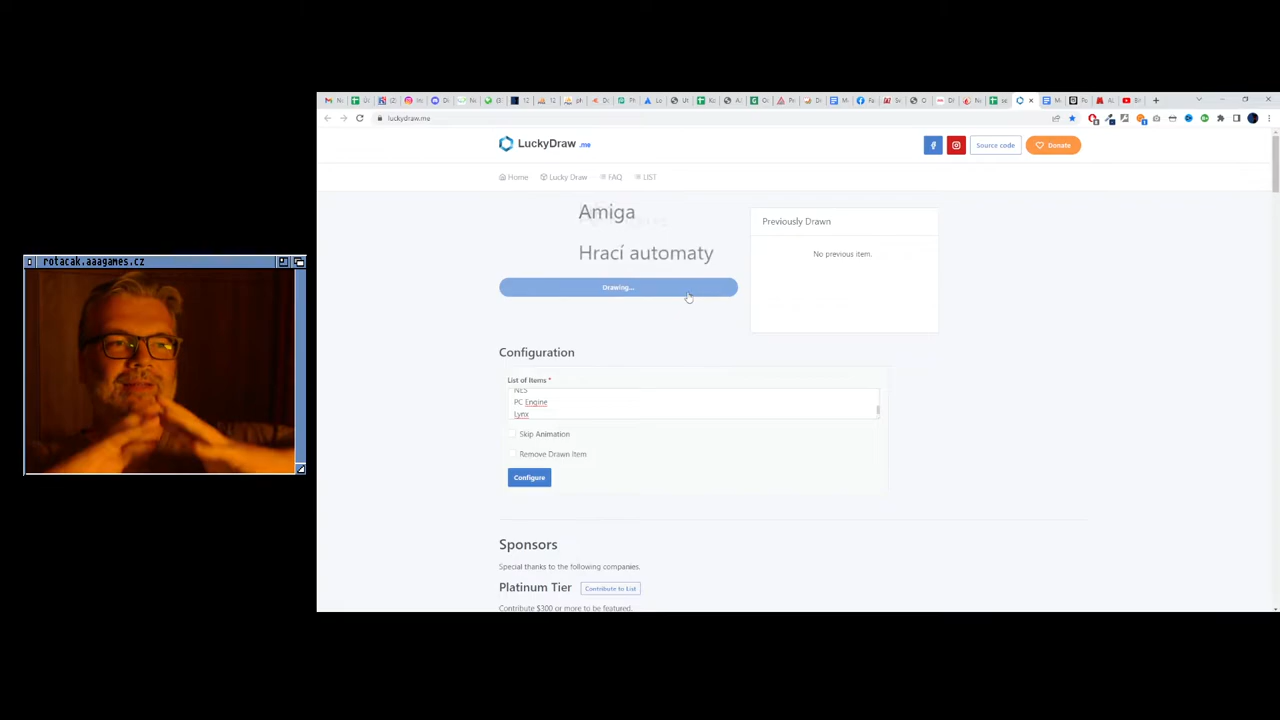 rotacak.aaagames.cz
luckydraw.me
LuckyDraw .me
Source code
Donate
Home
Lucky Draw
FAQ
LIST
Amiga
Hrací automaty
Drawing...
Previously Drawn
No previous item.
Configuration
List of Items *
NES
PC Engine
Lynx
Skip Animation
Remove Drawn Item
Configure
Sponsors
Special thanks to the following companies.
Platinum Tier
Contribute to List
Contribute $300 or more to be featured.